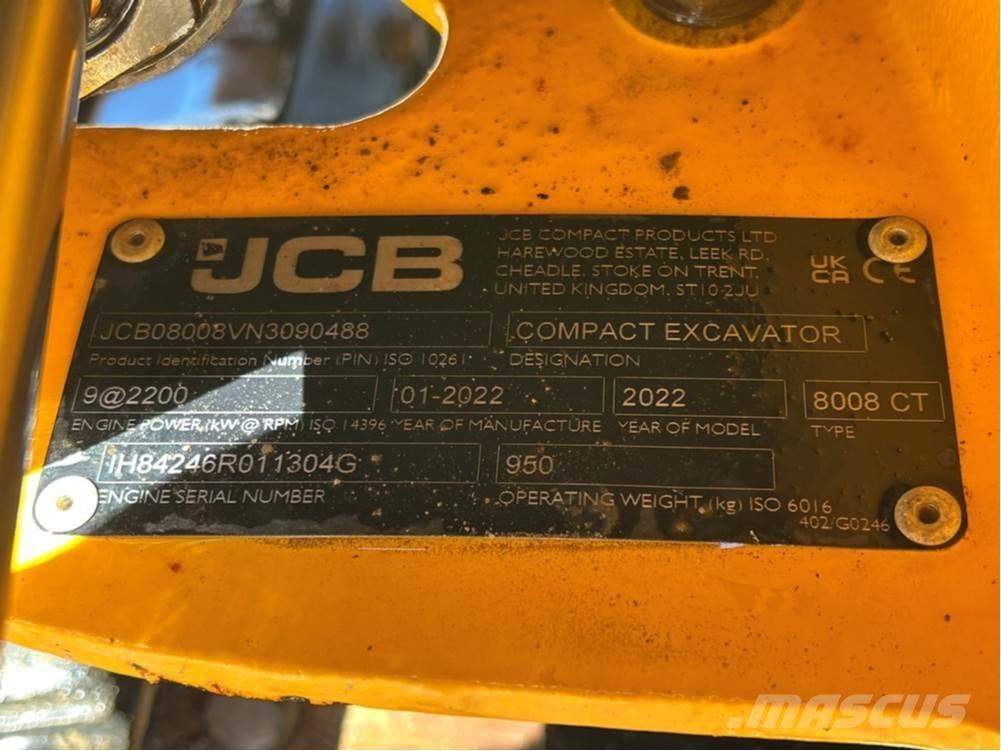 JCB
JCB COMPACT PRODUCTS LTD
HAREWOOD ESTATE, LEEK RD,
CHEADLE, STOKE ON TRENT,
UNITED KINGDOM. ST10 2JU
UK
CA CE
JCB08008VN3090488 COMPACT EXCAVATOR
Product Identification Number (PIN) ISO 10261 DESIGNATION
9@2200 01-2022 2022 8008 CT
ENGINE POWER (kW @ RPM) ISO 14396 YEAR OF MANUFACTURE YEAR OF MODEL TYPE
IH84246R011304G 950
ENGINE SERIAL NUMBER OPERATING WEIGHT (kg) ISO 6016
402/G0246
MASCUS